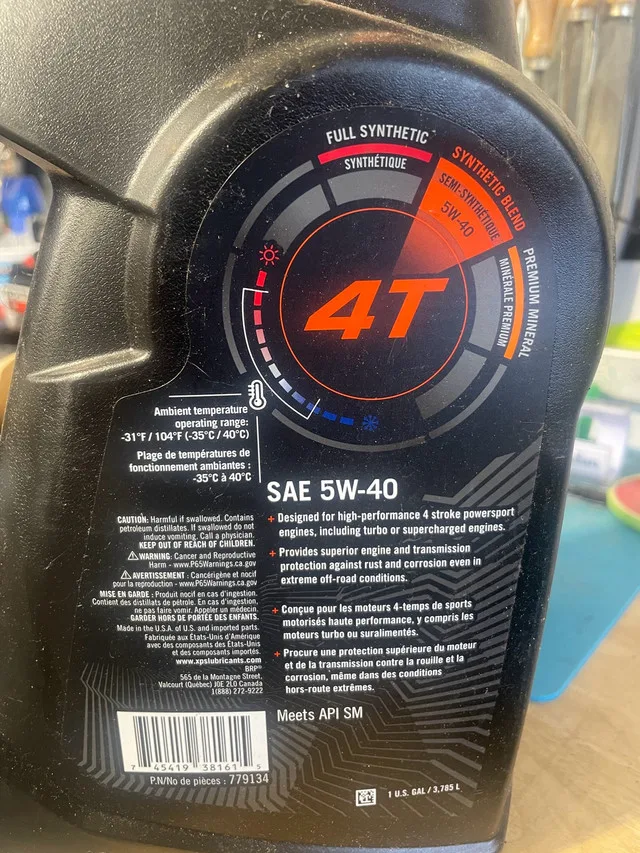 FULL SYNTHETIC
SYNTHÉTIQUE
SYNTHETIC BLEND
SEMI-SYNTHÉTIQUE
5W-40
PREMIUM MINERAL
MINÉRALE PREMIUM
4T
Ambient temperature
operating range:
-31°F / 104°F (-35°C / 40°C)
Plage de températures de
fonctionnement ambiantes :
-35°C à 40°C
SAE 5W-40
+ Designed for high-performance 4 stroke powersport
engines, including turbo or supercharged engines.
+ Provides superior engine and transmission
protection against rust and corrosion even in
extreme off-road conditions.
+ Conçue pour les moteurs 4-temps de sports
motorisés haute performance, y compris les
moteurs turbo ou suralimentés.
+ Procure une protection supérieure du moteur
et de la transmission contre la rouille et la
corrosion, même dans des conditions
hors-route extrêmes.
Meets API SM
CAUTION: Harmful if swallowed. Contains
petroleum distillates. If swallowed do not
induce vomiting. Call a physician.
KEEP OUT OF REACH OF CHILDREN.
WARNING: Cancer and Reproductive
Harm - www.P65Warnings.ca.gov
AVERTISSEMENT : Cancérigène et nocif
pour la reproduction - www.P65Warnings.ca.gov
MISE EN GARDE : Produit nocif en cas d'ingestion.
Contient des distillats de pétrole. En cas d'ingestion,
ne pas faire vomir. Appeler un médecin.
GARDER HORS DE PORTÉE DES ENFANTS.
Made in the U.S.A. of U.S. and imported parts.
Fabriquée aux États-Unis d'Amérique
avec des composants des États-Unis
et des composants importés.
www.xpslubricants.com
BRP®
565 de la Montagne Street,
Valcourt (Québec) J0E 2L0 Canada
1(888) 272-9222
7 45419 38161 5
P.N/No de pièces : 779134
1 U.S. GAL / 3,785 L